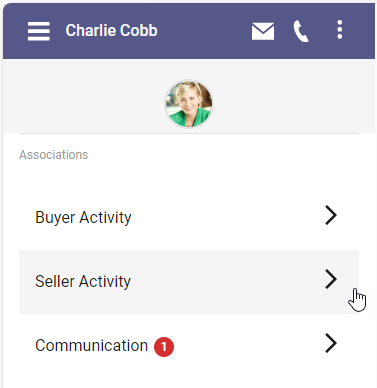 Charlie Cobb
Associations
Buyer Activity
Seller Activity
Communication 1